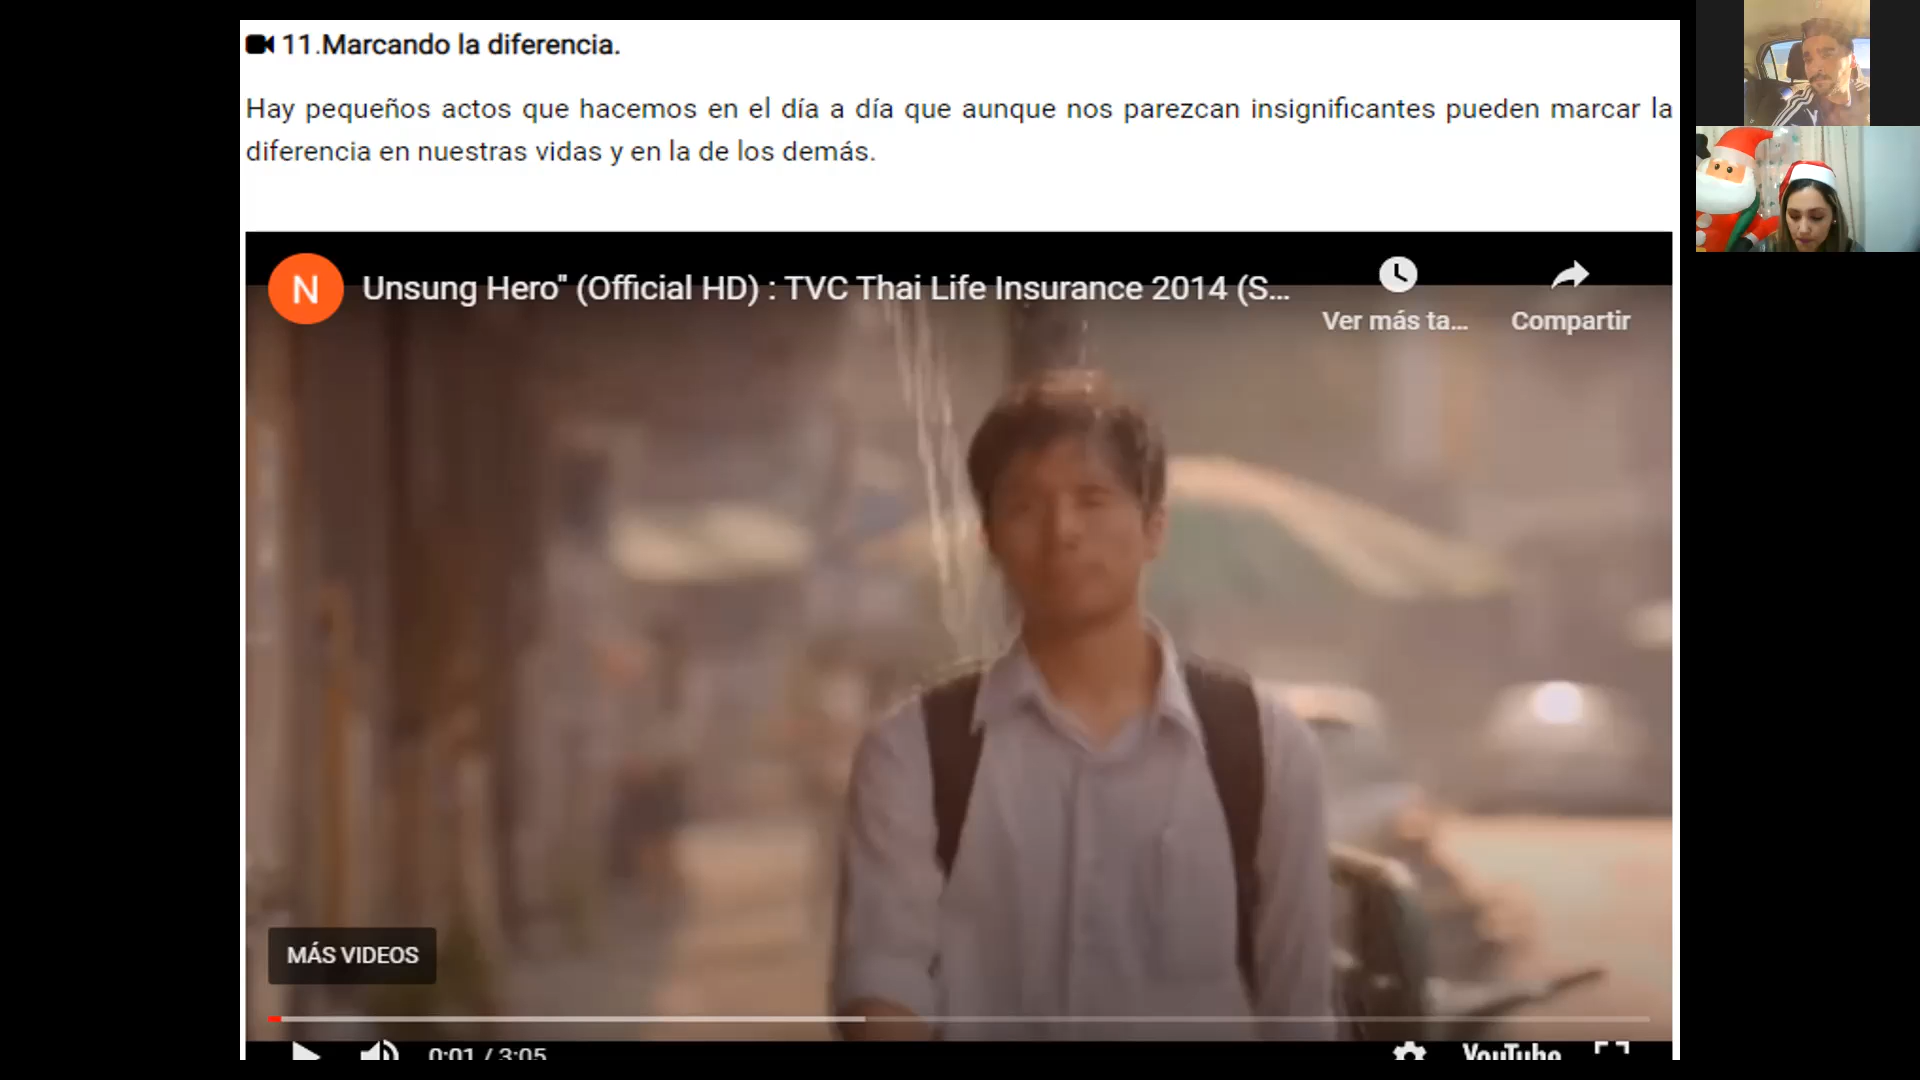 11.Marcando la diferencia.
Hay pequeños actos que hacemos en el día a día que aunque nos parezcan insignificantes pueden marcar la
diferencia en nuestras vidas y en la de los demás.
N
Unsung Hero" (Official HD) : TVC Thai Life Insurance 2014 (S...
Ver más ta...
Compartir
MÁS VIDEOS
0:01 / 3:05
YouTube